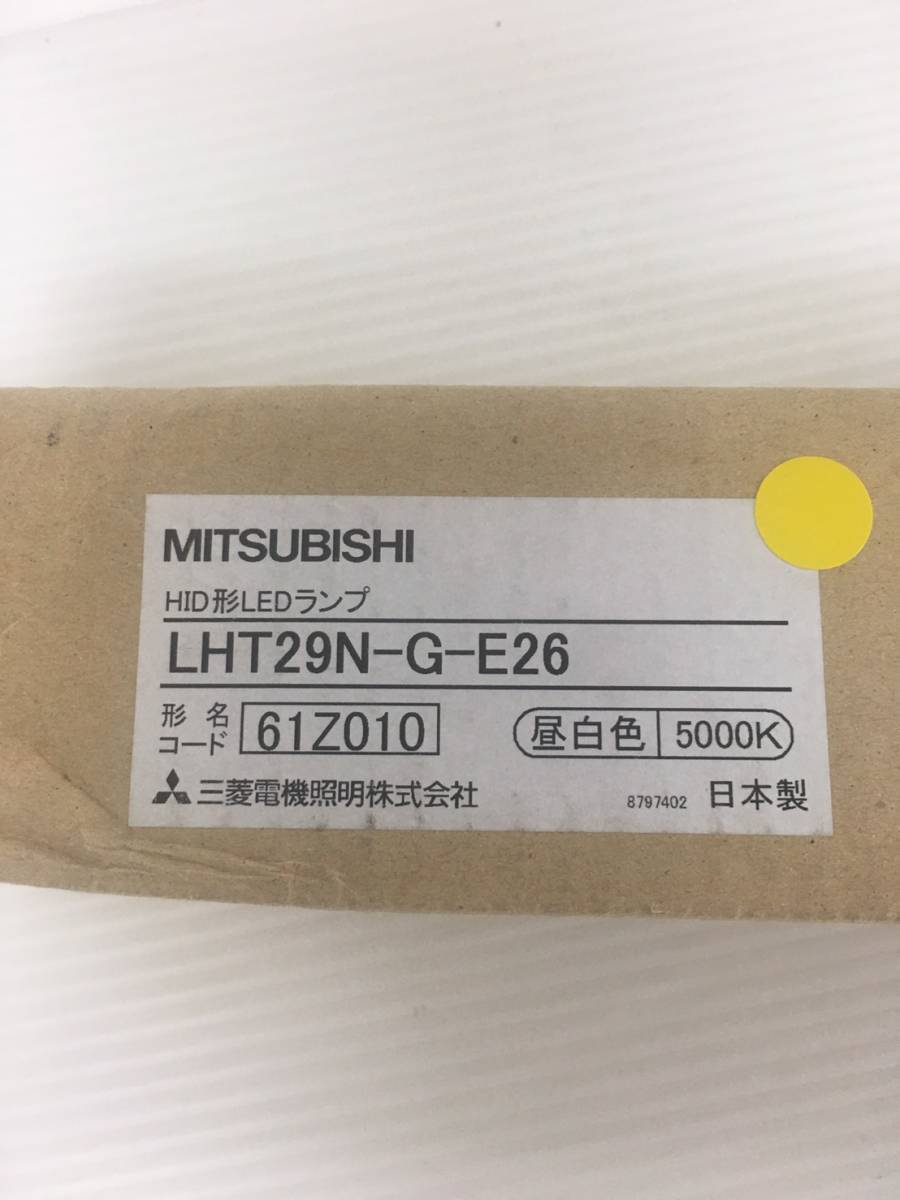 MITSUBISHI
HID形LEDランプ
LHT29N-G-E26
形名
コード 61Z010 昼白色 5000K
三菱電機照明株式会社 8797402 日本製